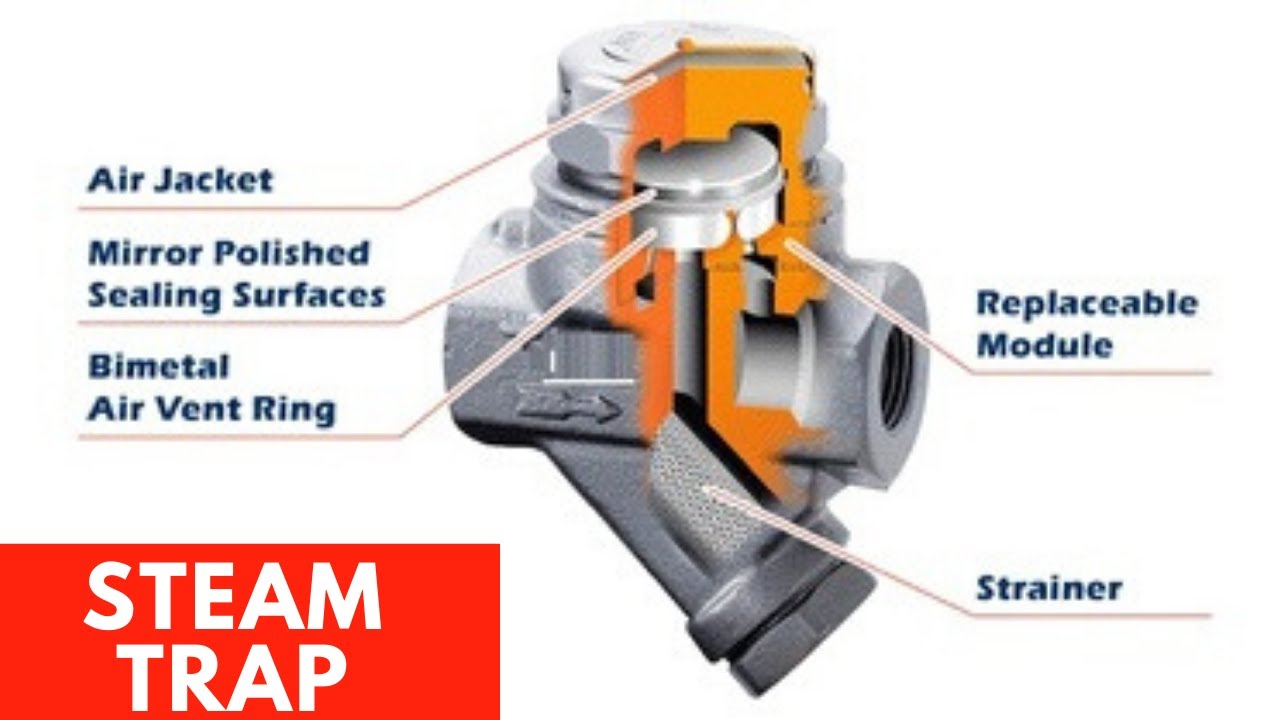 Air Jacket
Mirror Polished
Sealing Surfaces
Bimetal
Air Vent Ring
Replaceable
Module
Strainer
STEAM
TRAP